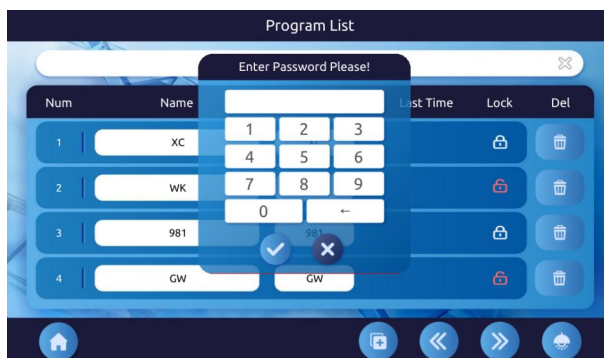 Program List
Enter Password Please!
Num Name Last Time Lock Del
1 2 3
1 XC
4 5 6
2 WK
7 8 9
0 ←
3 981 981
4 GW GW